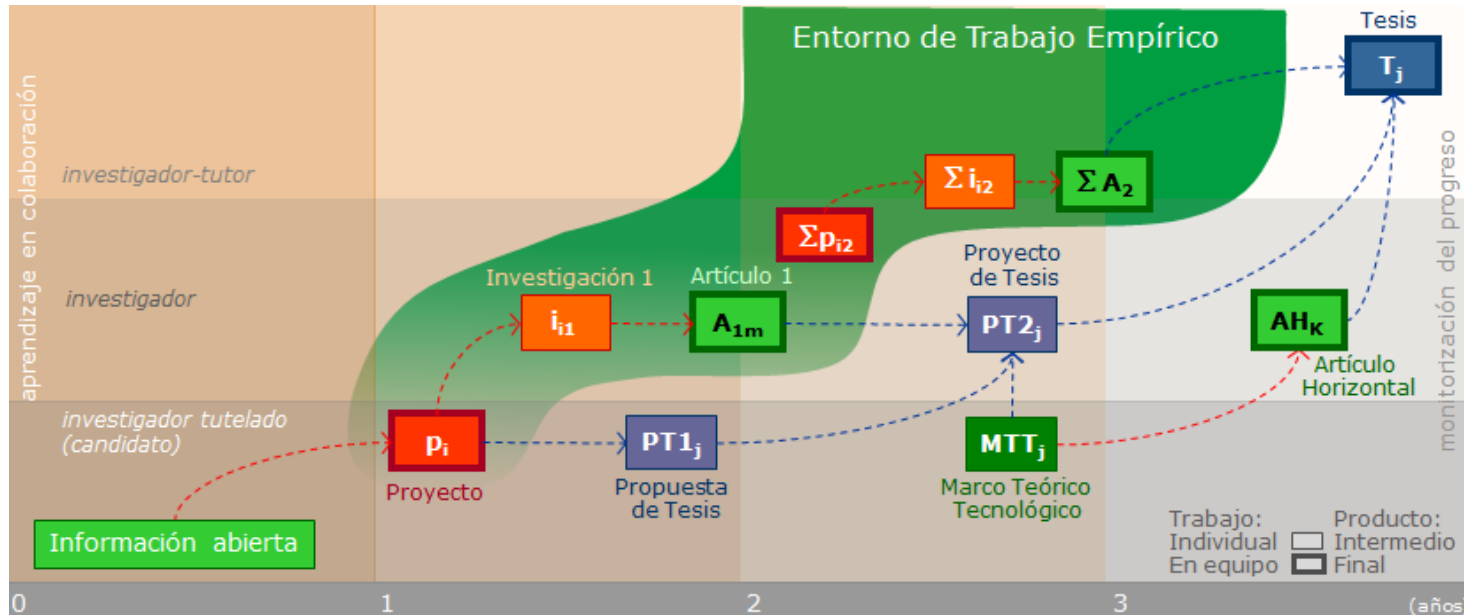 Entorno de Trabajo Empírico
Tesis
Tj
aprendizaje en colaboración
monitorización del progreso
investigador-tutor
Σ ii2
Σ A2
Σpi2
investigador
Investigación 1
ii1
Artículo 1
A1m
Proyecto
de Tesis
PT2j
AHK
Artículo
Horizontal
investigador tutelado
(candidato)
pi
Proyecto
PT1j
Propuesta
de Tesis
MTTj
Marco Teórico
Tecnológico
Información abierta
Trabajo: Producto:
Individual Intermedio
En equipo Final
0 1 2 3 (años)